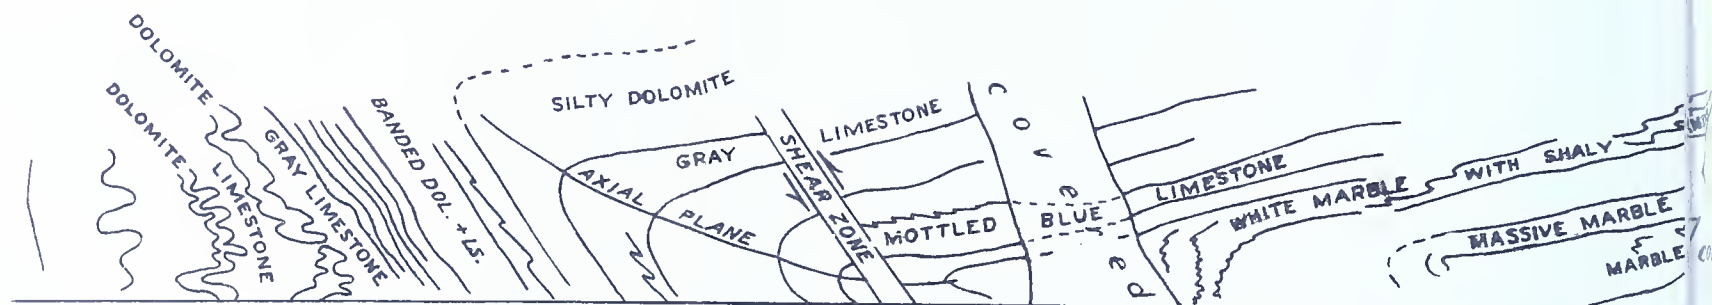 DOLOMITE
DOLOMITE
LIMESTONE
GRAY LIMESTONE
BANDED DOL. + LS.
SILTY DOLOMITE
AXIAL PLANE
GRAY
SHEAR ZONE
LIMESTONE
MOTTLED
Covered
BLUE
LIMESTONE
WHITE MARBLE
WITH SHALY
MASSIVE MARBLE
MARBLE